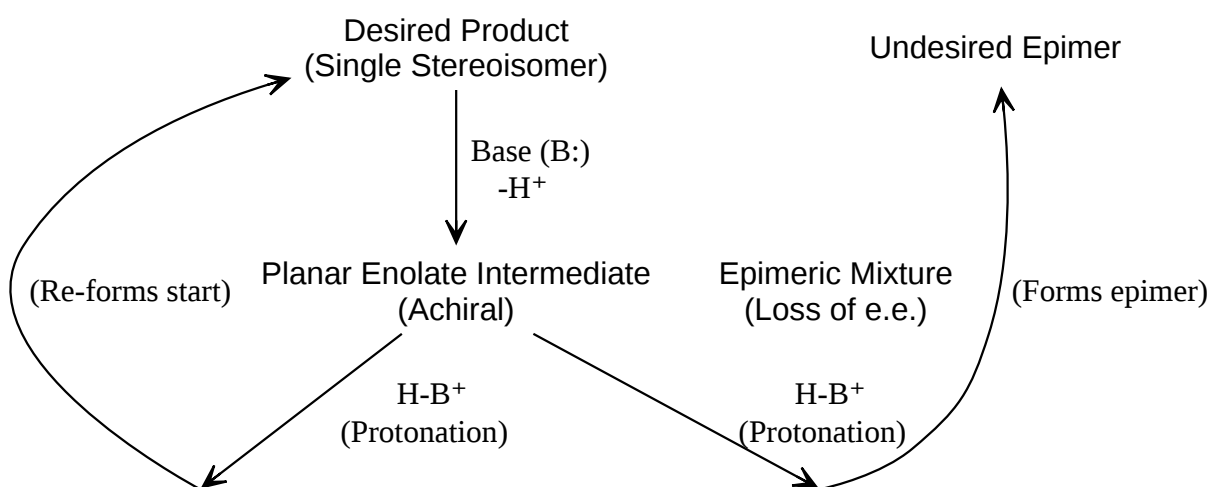 Desired Product
(Single Stereoisomer)
Undesired Epimer
Base (B:)
-H⁺
(Re-forms start)
Planar Enolate Intermediate
(Achiral)
Epimeric Mixture
(Loss of e.e.)
(Forms epimer)
H-B⁺
(Protonation)
H-B⁺
(Protonation)